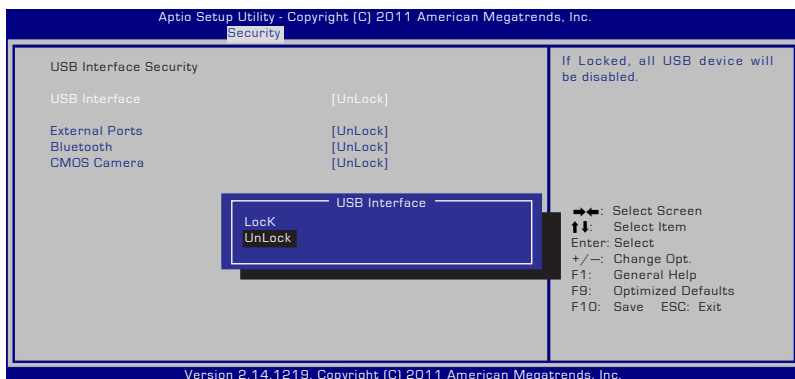 Aptio Setup Utility - Copyright (C) 2011 American Megatrends, Inc.
Security
USB Interface Security
USB Interface [UnLock]
External Ports [UnLock]
Bluetooth [UnLock]
CMOS Camera [UnLock]
If Locked, all USB device will
be disabled.
USB Interface
LocK
UnLock
→←: Select Screen
↑↓: Select Item
Enter: Select
+/—: Change Opt.
F1: General Help
F9: Optimized Defaults
F10: Save ESC: Exit
Version 2.14.1219. Copyright (C) 2011 American Megatrends, Inc.